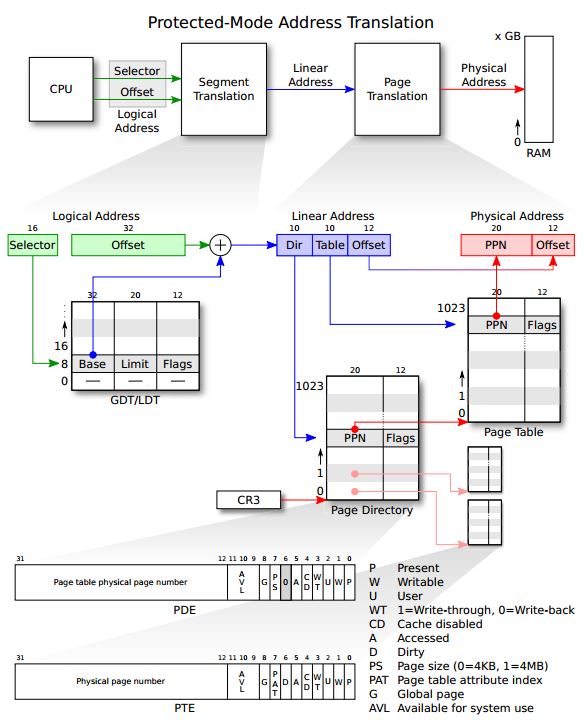 Protected-Mode Address Translation
x GB
CPU
Selector
Offset
Logical
Address
Segment
Translation
Linear
Address
Page
Translation
Physical
Address
0
RAM
Logical Address
16 32
Selector Offset
Linear Address
10 10 12
Dir Table Offset
Physical Address
20 12
PPN Offset
32 20 12
16
8 Base Limit Flags
0 — — —
GDT/LDT
20 12
1023
PPN Flags
1
0
Page Table
20 12
1023
PPN Flags
1
0
Page Directory
CR3
31 12 11 10 9 8 7 6 5 4 3 2 1 0
Page table physical page number AVL G PS 0 A CD WT U W P
PDE
31 12 11 10 9 8 7 6 5 4 3 2 1 0
Physical page number AVL G PAT D A CD WT U W P
PTE
P Present
W Writable
U User
WT 1=Write-through, 0=Write-back
CD Cache disabled
A Accessed
D Dirty
PS Page size (0=4KB, 1=4MB)
PAT Page table attribute index
G Global page
AVL Available for system use